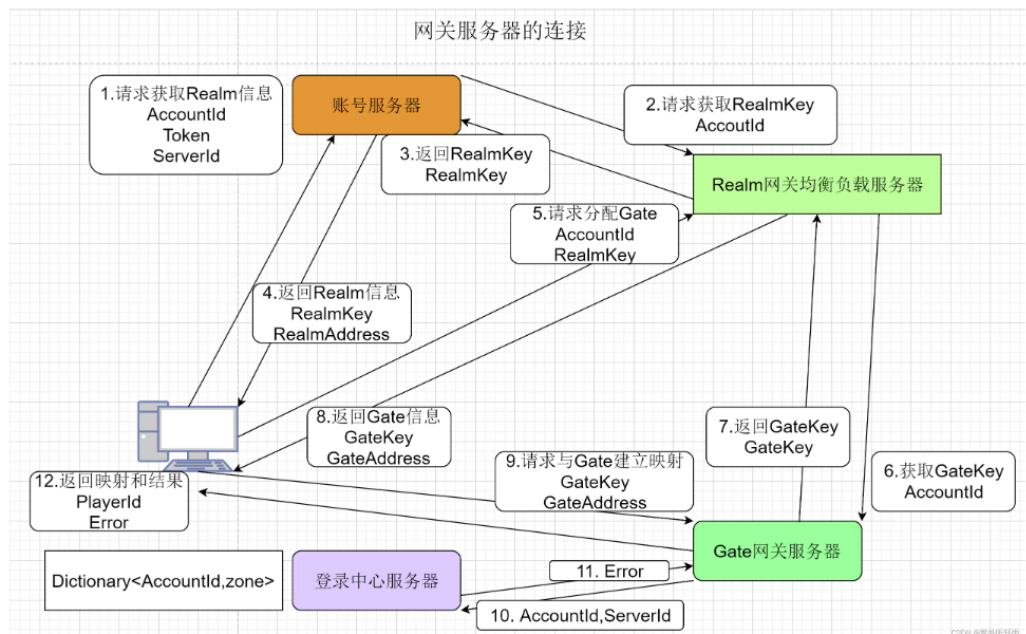 网关服务器的连接
1.请求获取Realm信息
AccountId
Token
ServerId
账号服务器
2.请求获取RealmKey
AccoutId
3.返回RealmKey
RealmKey
Realm网关均衡负载服务器
5.请求分配Gate
AccountId
RealmKey
4.返回Realm信息
RealmKey
RealmAddress
8.返回Gate信息
GateKey
GateAddress
7.返回GateKey
GateKey
9.请求与Gate建立映射
GateKey
GateAddress
6.获取GateKey
AccountId
12.返回映射和结果
PlayerId
Error
Gate网关服务器
Dictionary<AccountId,zone>
登录中心服务器
11. Error
10. AccountId,ServerId